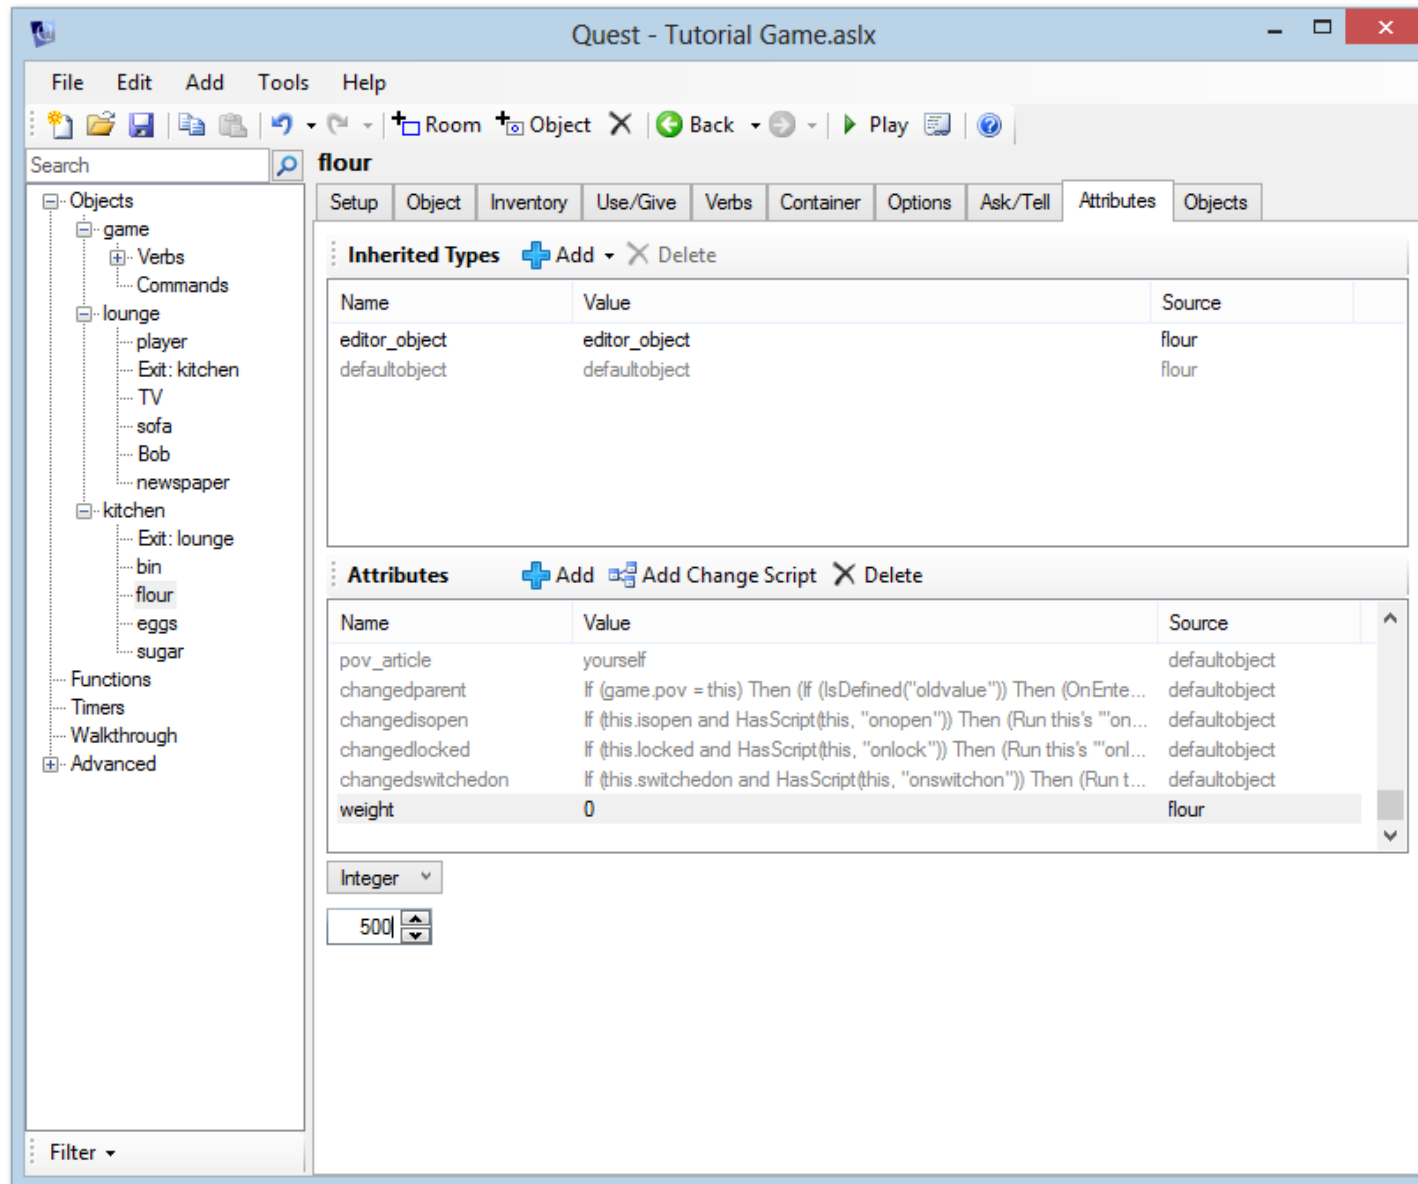 Quest - Tutorial Game.aslx
File Edit Add Tools Help
Room Object Back Play
Search
flour
Setup Object Inventory Use/Give Verbs Container Options Ask/Tell Attributes Objects
Objects
game
Verbs
Commands
lounge
player
Exit: kitchen
TV
sofa
Bob
newspaper
kitchen
Exit: lounge
bin
flour
eggs
sugar
Functions
Timers
Walkthrough
Advanced
Filter
Inherited Types Add Delete
Name Value Source
editor_object editor_object flour
defaultobject defaultobject flour
Attributes Add Add Change Script Delete
Name Value Source
pov_article yourself defaultobject
changedparent If (game.pov = this) Then (If (IsDefined("oldvalue")) Then (OnEnte... defaultobject
changedisopen If (this.isopen and HasScript(this, "onopen")) Then (Run this's "'on... defaultobject
changedlocked If (this.locked and HasScript(this, "onlock")) Then (Run this's "'onl... defaultobject
changedswitchedon If (this.switchedon and HasScript(this, "onswitchon")) Then (Run t... defaultobject
weight 0 flour
Integer
500